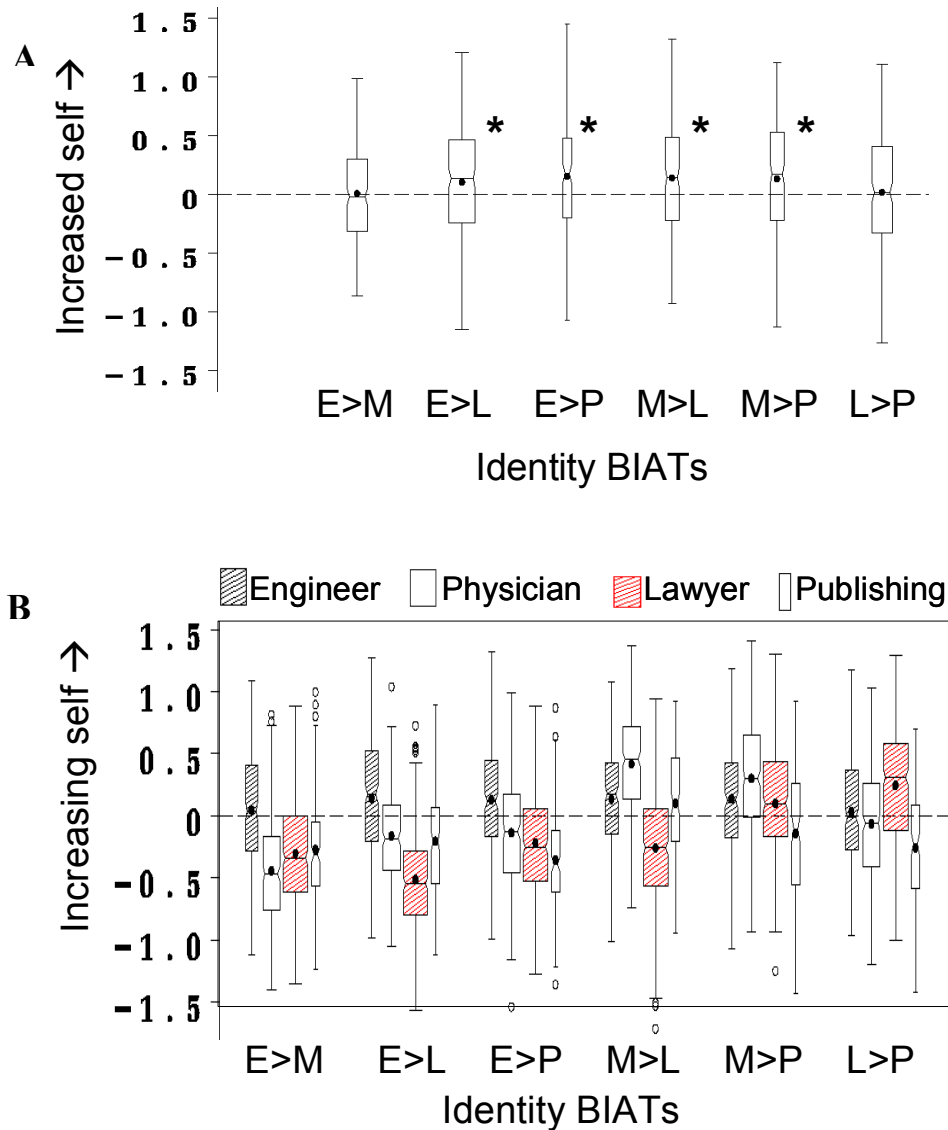 A
Increased self →
1.5
1.0
0.5
0
−0.5
−1.0
−1.5
* * * *
E>M E>L E>P M>L M>P L>P
Identity BIATs
Engineer Physician Lawyer Publishing
B
Increasing self →
1.5
1.0
0.5
0
−0.5
−1.0
−1.5
E>M E>L E>P M>L M>P L>P
Identity BIATs